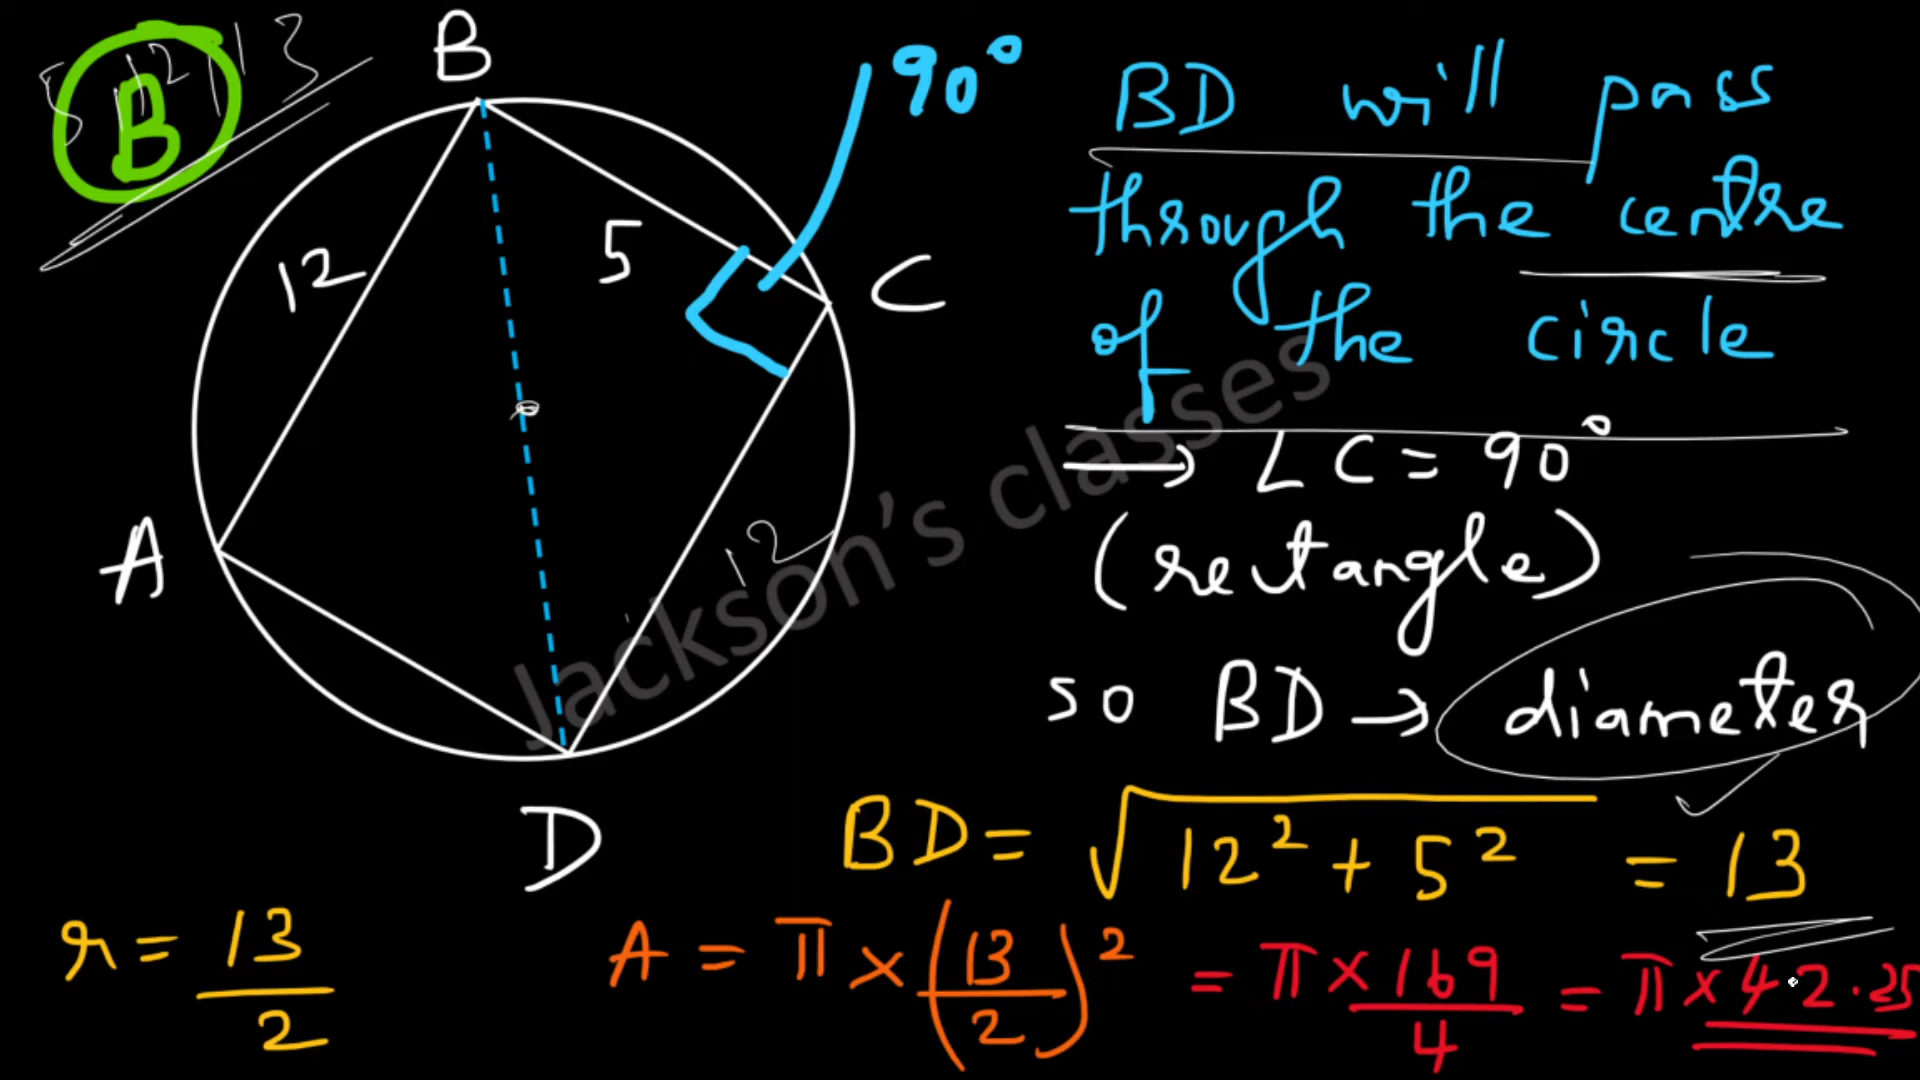 5 12 13
B
B
90°
12
5
C
A
12
D
BD will pass
through the centre
of the circle
→ ∠C = 90°
(rectangle)
so BD → diameter
BD = √12² + 5² = 13
r = 13/2
A = π × (13/2)² = π × 169/4 = π × 42.25
Jackson's classes